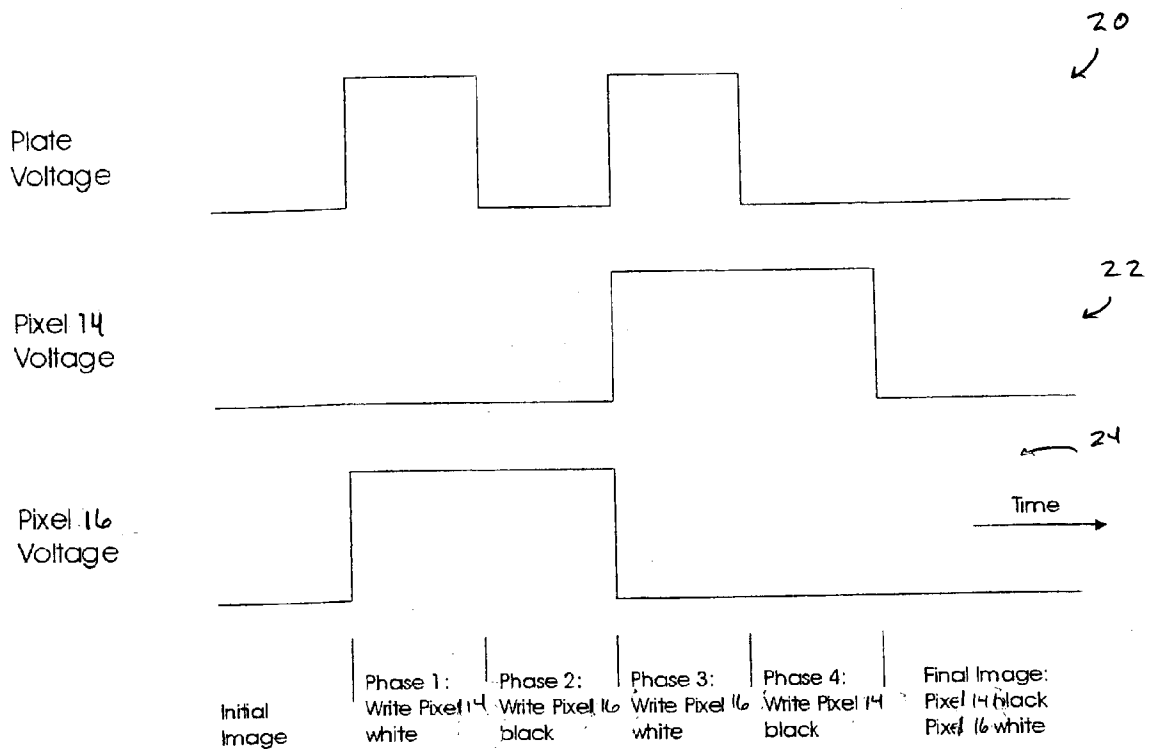 20
Plate
Voltage
22
Pixel 14
Voltage
24
Pixel 16
Voltage
Time
Initial
Image
Phase 1:
Write Pixel 14
white
Phase 2:
Write Pixel 16
black
Phase 3:
Write Pixel 16
white
Phase 4:
Write Pixel 14
black
Final Image:
Pixel 14 black
Pixel 16 white